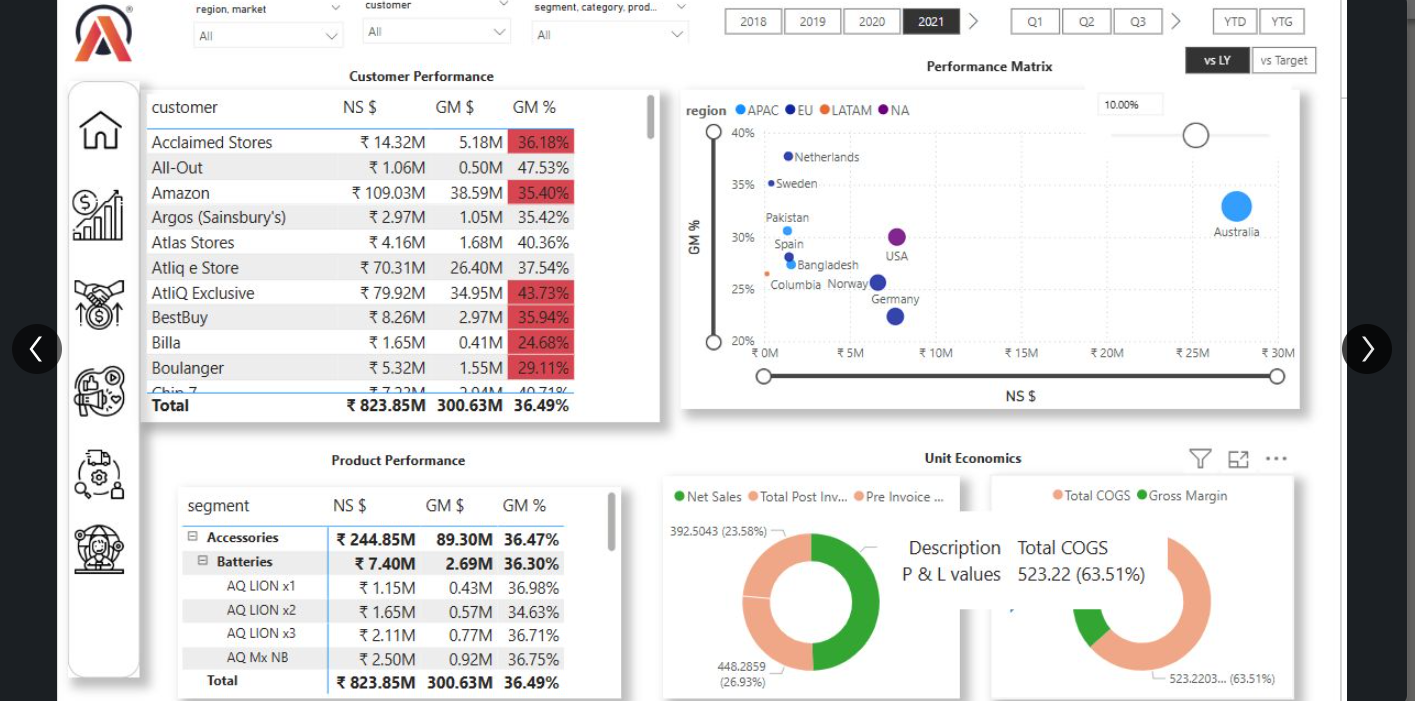 region, market
customer
segment, category, prod...
All
All
All
2018 2019 2020 2021 Q1 Q2 Q3 YTD YTG
vs LY vs Target
Customer Performance
customer NS $ GM $ GM %
Acclaimed Stores ₹ 14.32M 5.18M 36.18%
All-Out ₹ 1.06M 0.50M 47.53%
Amazon ₹ 109.03M 38.59M 35.40%
Argos (Sainsbury's) ₹ 2.97M 1.05M 35.42%
Atlas Stores ₹ 4.16M 1.68M 40.36%
Atliq e Store ₹ 70.31M 26.40M 37.54%
AtliQ Exclusive ₹ 79.92M 34.95M 43.73%
BestBuy ₹ 8.26M 2.97M 35.94%
Billa ₹ 1.65M 0.41M 24.68%
Boulanger ₹ 5.32M 1.55M 29.11%
Chip 7 ₹ 7.22M 2.94M 40.71%
Total ₹ 823.85M 300.63M 36.49%
Performance Matrix
region APAC EU LATAM NA
10.00%
GM %
40%
35%
30%
25%
20%
Netherlands
Sweden
Pakistan
Spain
Bangladesh
Columbia
Norway
Germany
USA
Australia
₹ 0M ₹ 5M ₹ 10M ₹ 15M ₹ 20M ₹ 25M ₹ 30M
NS $
Product Performance
segment NS $ GM $ GM %
Accessories ₹ 244.85M 89.30M 36.47%
Batteries ₹ 7.40M 2.69M 36.30%
AQ LION x1 ₹ 1.15M 0.43M 36.98%
AQ LION x2 ₹ 1.65M 0.57M 34.63%
AQ LION x3 ₹ 2.11M 0.77M 36.71%
AQ Mx NB ₹ 2.50M 0.92M 36.75%
Total ₹ 823.85M 300.63M 36.49%
Unit Economics
Net Sales Total Post Inv... Pre Invoice ...
392.5043 (23.58%)
448.2859
(26.93%)
Total COGS Gross Margin
Description Total COGS
P & L values 523.22 (63.51%)
523.2203... (63.51%)